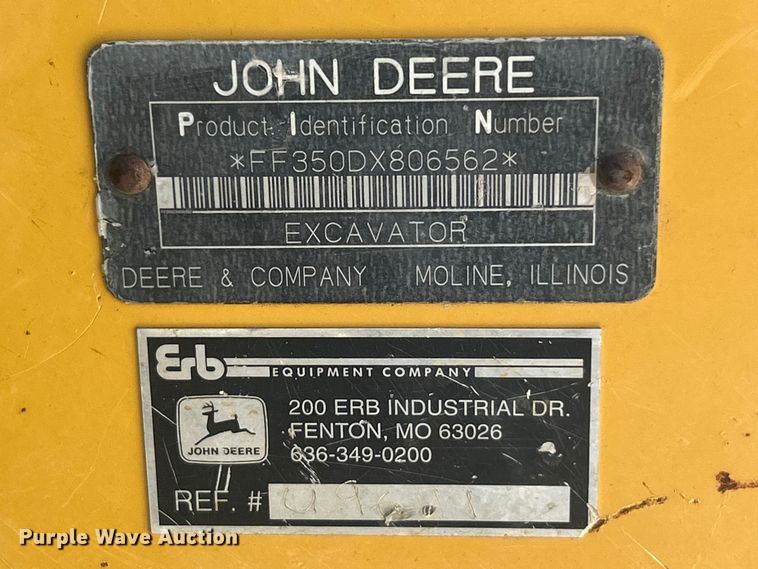 JOHN DEERE
Product Identification Number
*FF350DX806562*
EXCAVATOR
DEERE & COMPANY MOLINE, ILLINOIS
Erb
EQUIPMENT COMPANY
200 ERB INDUSTRIAL DR.
FENTON, MO 63026
636-349-0200
JOHN DEERE
REF. #
Purple Wave Auction